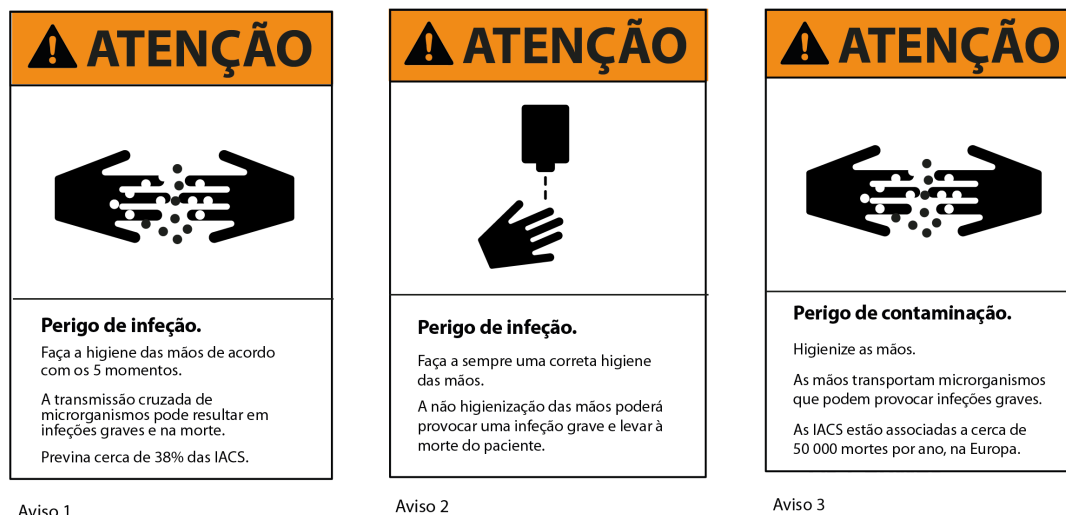 ATENÇÃO
Perigo de infeção.
Faça a higiene das mãos de acordo
com os 5 momentos.
A transmissão cruzada de
microrganismos pode resultar em
infeções graves e na morte.
Previna cerca de 38% das IACS.
Aviso 1
ATENÇÃO
Perigo de infeção.
Faça a sempre uma correta higiene
das mãos.
A não higienização das mãos poderá
provocar uma infeção grave e levar à
morte do paciente.
Aviso 2
ATENÇÃO
Perigo de contaminação.
Higienize as mãos.
As mãos transportam microrganismos
que podem provocar infeções graves.
As IACS estão associadas a cerca de
50 000 mortes por ano, na Europa.
Aviso 3